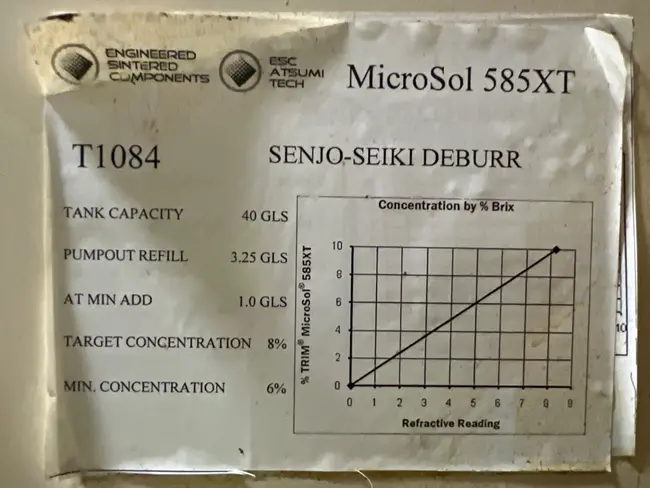 ENGINEERED
SINTERED
COMPONENTS
ESC
ATSUMI
TECH
MicroSol 585XT
T1084
SENJO-SEIKI DEBURR
TANK CAPACITY 40 GLS
PUMPOUT REFILL 3.25 GLS
AT MIN ADD 1.0 GLS
TARGET CONCENTRATION 8%
MIN. CONCENTRATION 6%
Concentration by % Brix
% TRIM® MicroSol® 585XT
10
8
6
4
2
0
0 1 2 3 4 5 6 7 8 9
Refractive Reading
10